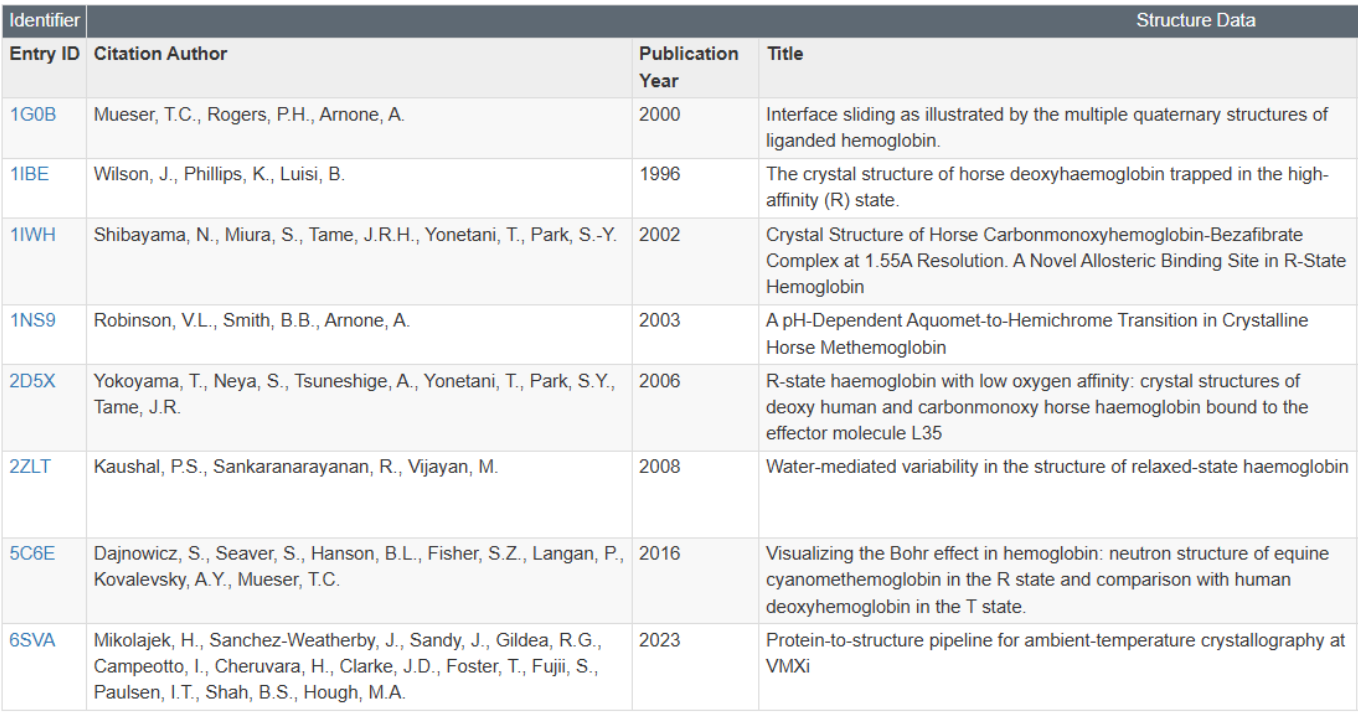 Identifier Structure Data
Entry ID Citation Author Publication Year Title
1G0B Mueser, T.C., Rogers, P.H., Arnone, A. 2000 Interface sliding as illustrated by the multiple quaternary structures of
liganded hemoglobin.
1IBE Wilson, J., Phillips, K., Luisi, B. 1996 The crystal structure of horse deoxyhaemoglobin trapped in the high-
affinity (R) state.
1IWH Shibayama, N., Miura, S., Tame, J.R.H., Yonetani, T., Park, S.-Y. 2002 Crystal Structure of Horse Carbonmonoxyhemoglobin-Bezafibrate
Complex at 1.55A Resolution. A Novel Allosteric Binding Site in R-State
Hemoglobin
1NS9 Robinson, V.L., Smith, B.B., Arnone, A. 2003 A pH-Dependent Aquomet-to-Hemichrome Transition in Crystalline
Horse Methemoglobin
2D5X Yokoyama, T., Neya, S., Tsuneshige, A., Yonetani, T., Park, S.Y., 2006 R-state haemoglobin with low oxygen affinity: crystal structures of
Tame, J.R. deoxy human and carbonmonoxy horse haemoglobin bound to the
effector molecule L35
2ZLT Kaushal, P.S., Sankaranarayanan, R., Vijayan, M. 2008 Water-mediated variability in the structure of relaxed-state haemoglobin
5C6E Dajnowicz, S., Seaver, S., Hanson, B.L., Fisher, S.Z., Langan, P., 2016 Visualizing the Bohr effect in hemoglobin: neutron structure of equine
Kovalevsky, A.Y., Mueser, T.C. cyanomethemoglobin in the R state and comparison with human
deoxyhemoglobin in the T state.
6SVA Mikolajek, H., Sanchez-Weatherby, J., Sandy, J., Gildea, R.G., 2023 Protein-to-structure pipeline for ambient-temperature crystallography at
Campeotto, I., Cheruvara, H., Clarke, J.D., Foster, T., Fujii, S., VMXi
Paulsen, I.T., Shah, B.S., Hough, M.A.